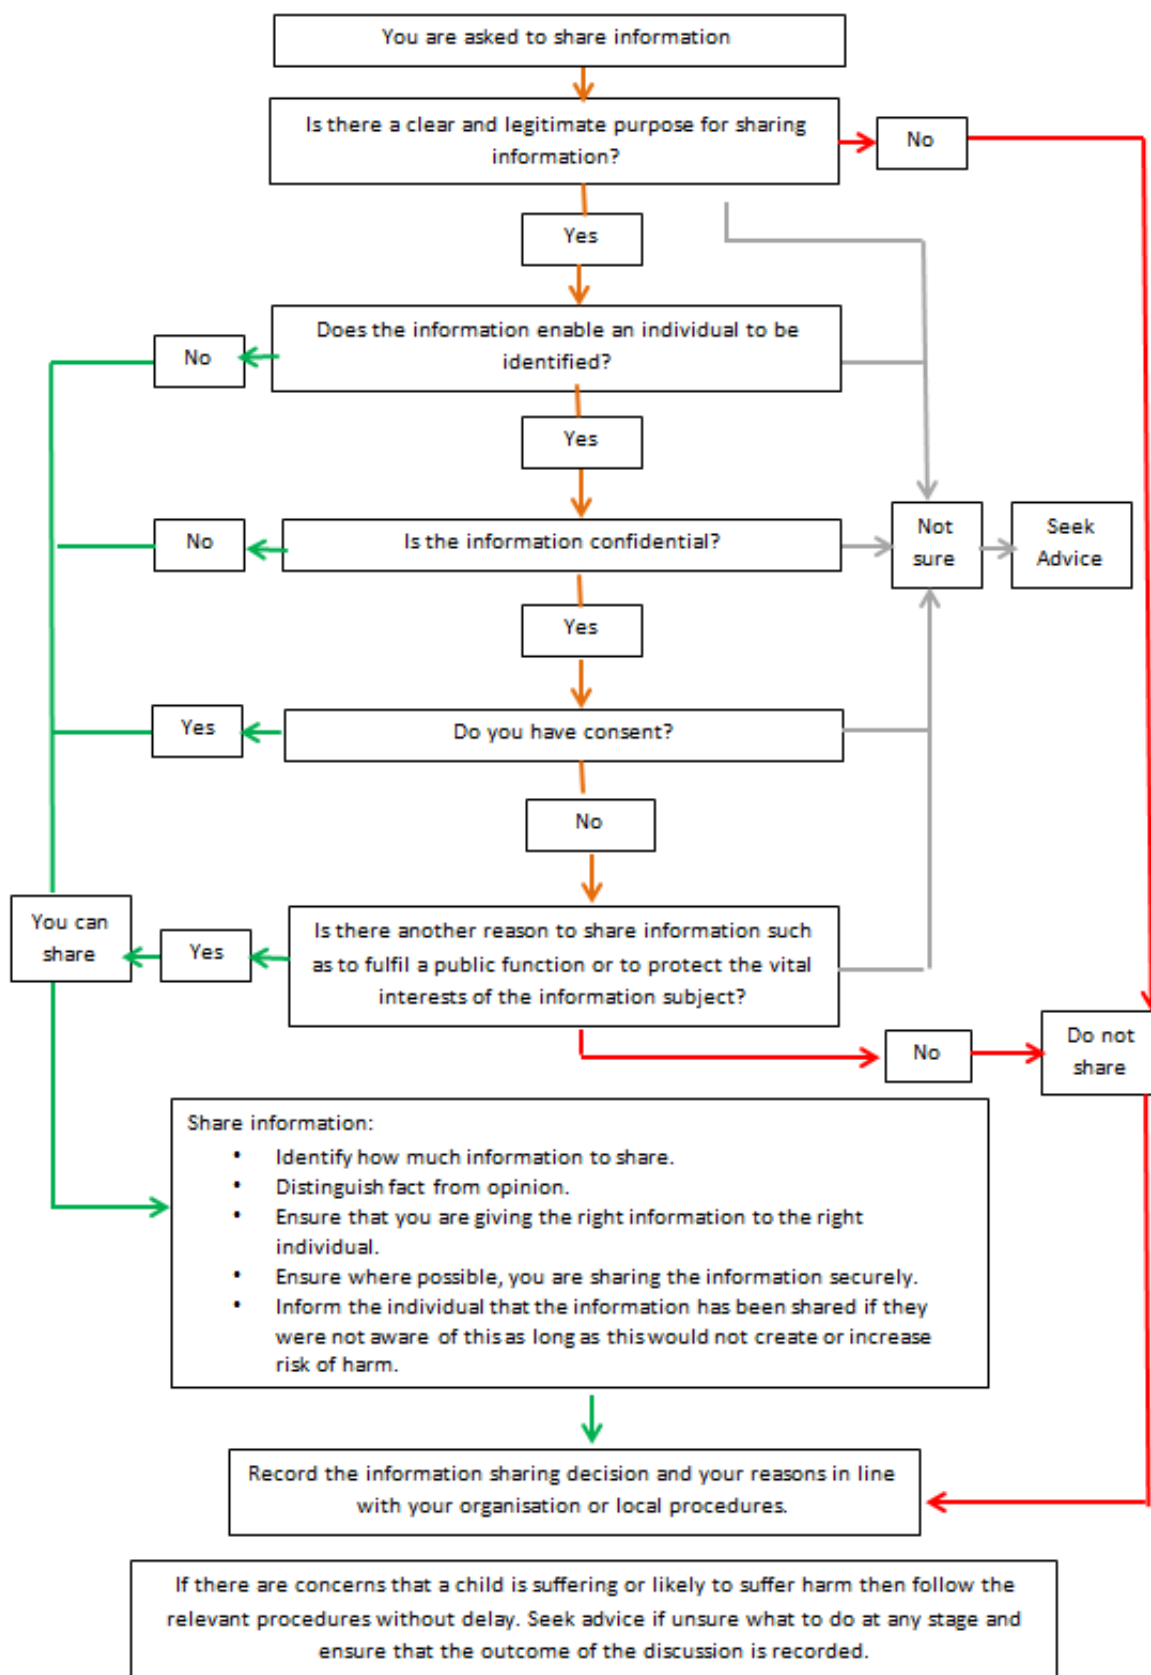 You are asked to share information
Is there a clear and legitimate purpose for sharing
information?
No
Yes
Does the information enable an individual to be
identified?
No
Yes
Is the information confidential?
No
Not
sure
Seek
Advice
Yes
Do you have consent?
Yes
No
You can
share
Yes
Is there another reason to share information such
as to fulfil a public function or to protect the vital
interests of the information subject?
No
Do not
share
Share information:
• Identify how much information to share.
• Distinguish fact from opinion.
• Ensure that you are giving the right information to the right
individual.
• Ensure where possible, you are sharing the information securely.
• Inform the individual that the information has been shared if they
were not aware of this as long as this would not create or increase
risk of harm.
Record the information sharing decision and your reasons in line
with your organisation or local procedures.
If there are concerns that a child is suffering or likely to suffer harm then follow the
relevant procedures without delay. Seek advice if unsure what to do at any stage and
ensure that the outcome of the discussion is recorded.